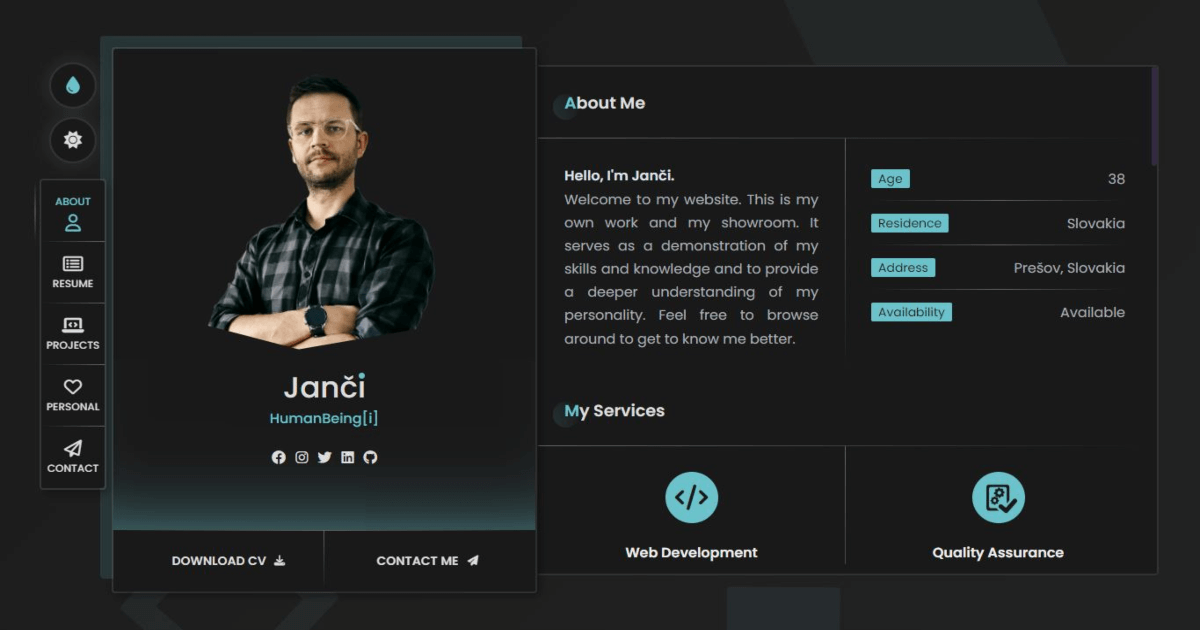 ABOUT
RESUME
PROJECTS
PERSONAL
CONTACT
Janči
HumanBeing[i]
DOWNLOAD CV
CONTACT ME
About Me
Hello, I'm Janči.
Welcome to my website. This is my
own work and my showroom. It
serves as a demonstration of my
skills and knowledge and to provide
a deeper understanding of my
personality. Feel free to browse
around to get to know me better.
Age 38
Residence Slovakia
Address Prešov, Slovakia
Availability Available
My Services
Web Development
Quality Assurance